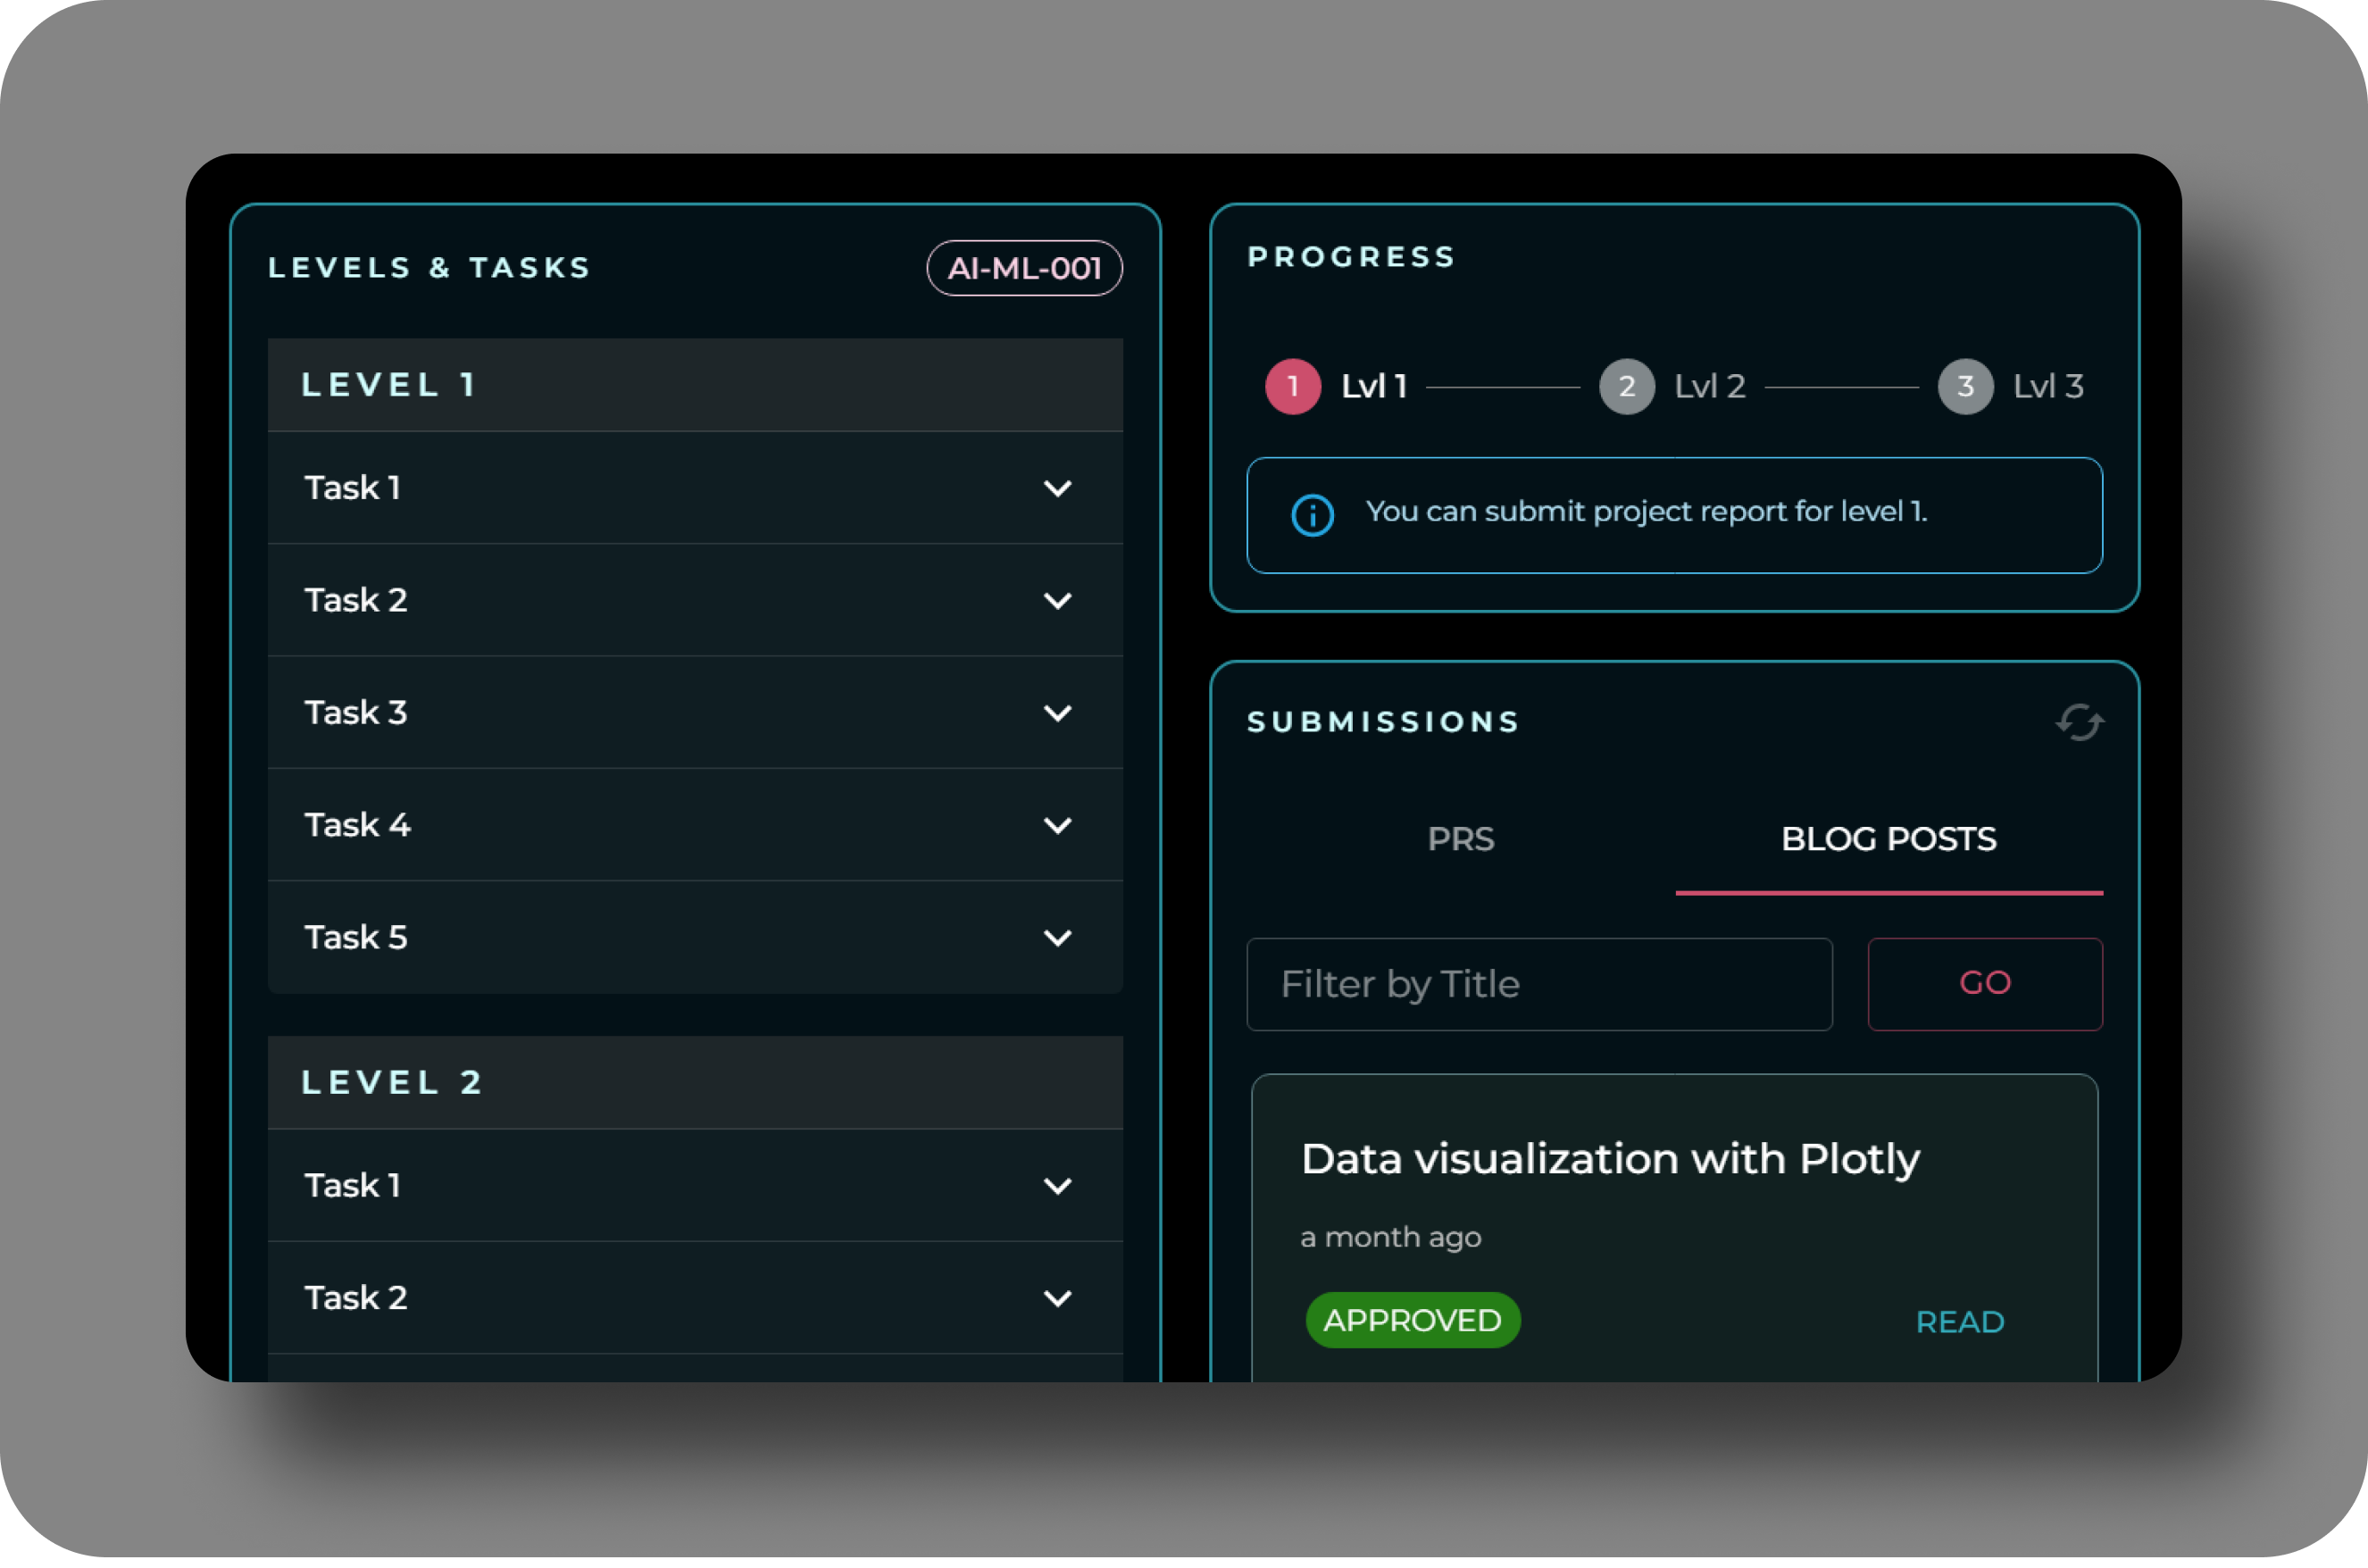 LEVELS & TASKS
AI-ML-001
LEVEL 1
Task 1
Task 2
Task 3
Task 4
Task 5
LEVEL 2
Task 1
Task 2
PROGRESS
1 Lvl 1 2 Lvl 2 3 Lvl 3
You can submit project report for level 1.
SUBMISSIONS
PRS BLOG POSTS
Filter by Title GO
Data visualization with Plotly
a month ago
APPROVED READ